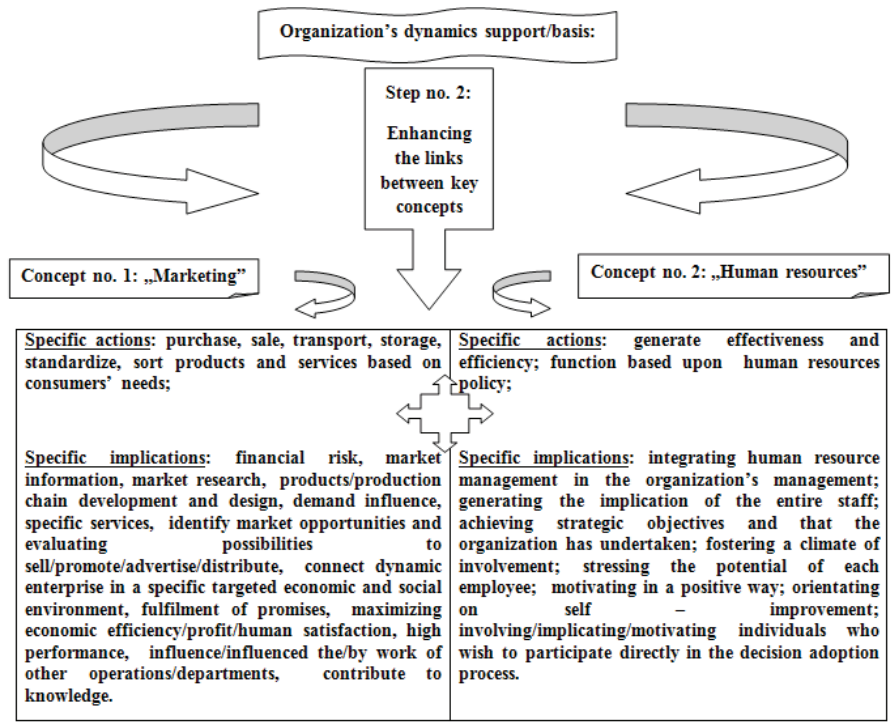 Organization’s dynamics support/basis:
Step no. 2:
Enhancing
the links
between key
concepts
Concept no. 1: „Marketing”
Concept no. 2: „Human resources”
Specific actions: purchase, sale, transport, storage,
standardize, sort products and services based on
consumers’ needs;
Specific implications: financial risk, market
information, market research, products/production
chain development and design, demand influence,
specific services, identify market opportunities and
evaluating possibilities to
sell/promote/advertise/distribute, connect dynamic
enterprise in a specific targeted economic and social
environment, fulfilment of promises, maximizing
economic efficiency/profit/human satisfaction, high
performance, influence/influenced the/by work of
other operations/departments, contribute to
knowledge.
Specific actions: generate effectiveness and
efficiency; function based upon human resources
policy;
Specific implications: integrating human resource
management in the organization’s management;
generating the implication of the entire staff;
achieving strategic objectives and that the
organization has undertaken; fostering a climate of
involvement; stressing the potential of each
employee; motivating in a positive way; orientating
on self – improvement;
involving/implicating/motivating individuals who
wish to participate directly in the decision adoption
process.